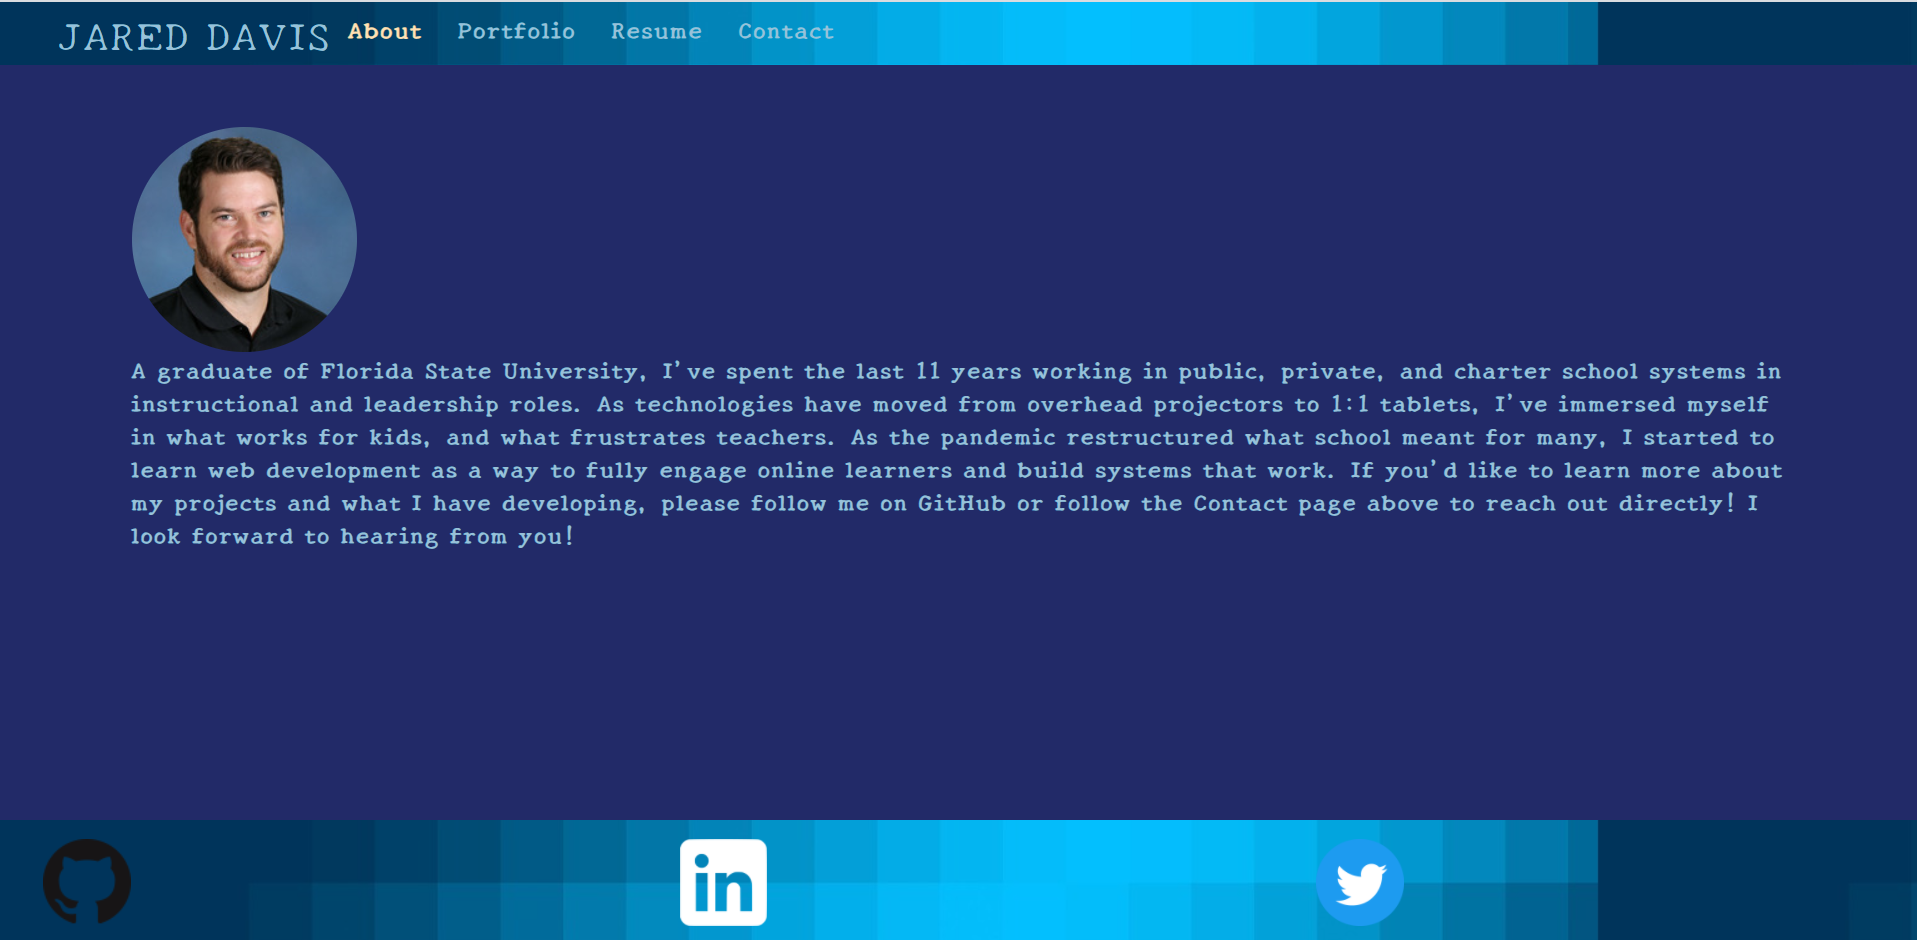 JARED DAVIS About Portfolio Resume Contact
A graduate of Florida State University, I've spent the last 11 years working in public, private, and charter school systems in
instructional and leadership roles. As technologies have moved from overhead projectors to 1:1 tablets, I've immersed myself
in what works for kids, and what frustrates teachers. As the pandemic restructured what school meant for many, I started to
learn web development as a way to fully engage online learners and build systems that work. If you'd like to learn more about
my projects and what I have developing, please follow me on GitHub or follow the Contact page above to reach out directly! I
look forward to hearing from you!
in